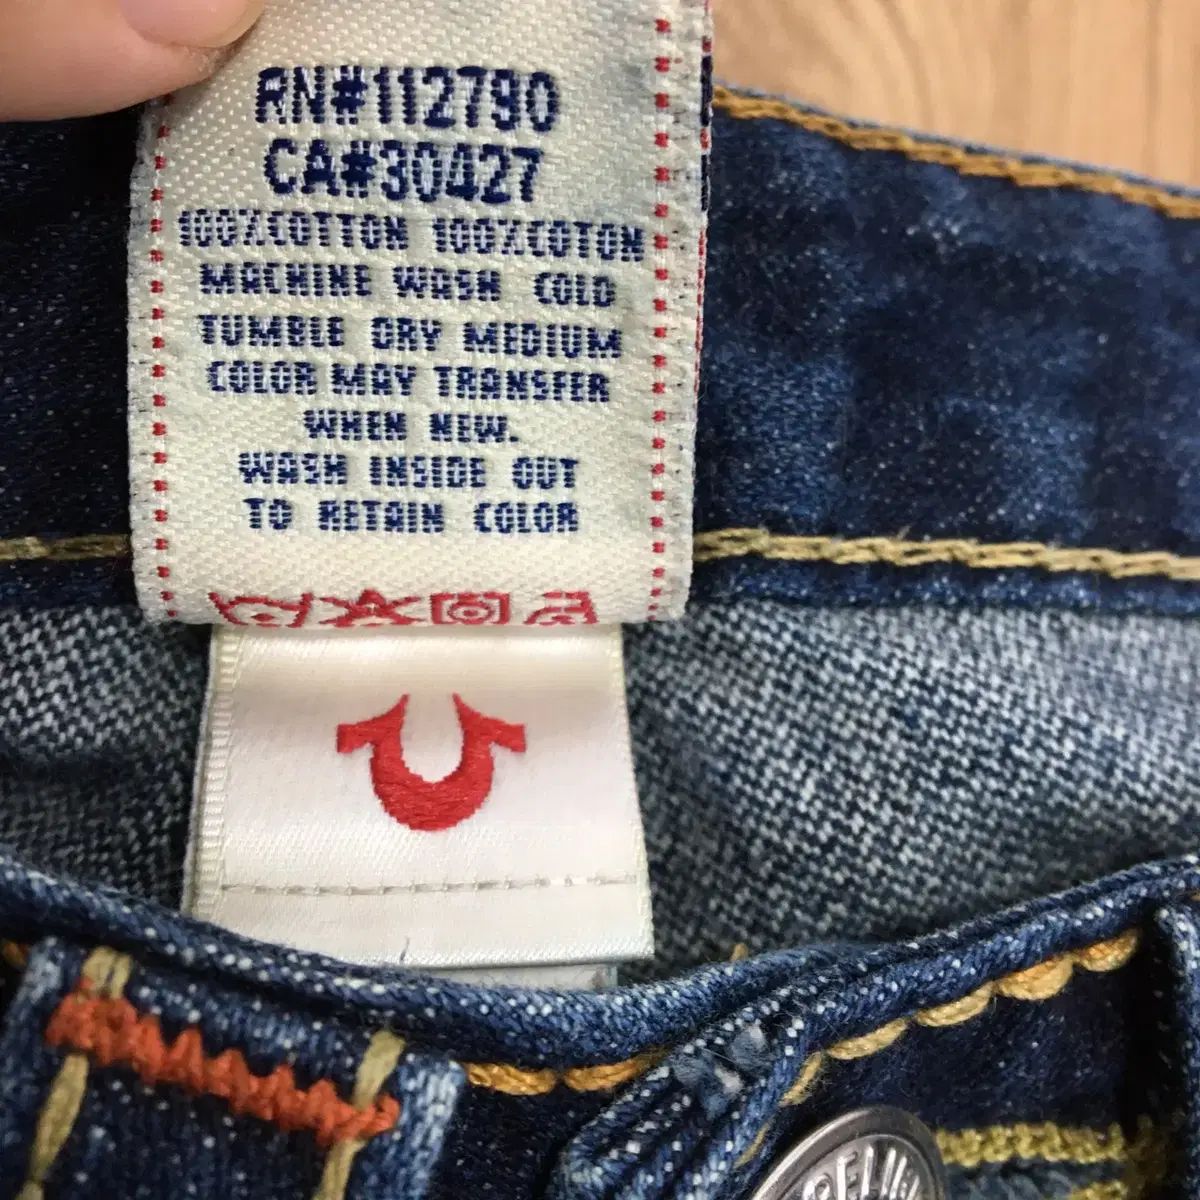 RN#112790
CA#30427
100%COTTON 100%COTON
MACHINE WASH COLD
TUMBLE DRY MEDIUM
COLOR MAY TRANSFER
WHEN NEW.
WASH INSIDE OUT
TO RETAIN COLOR
RELIG